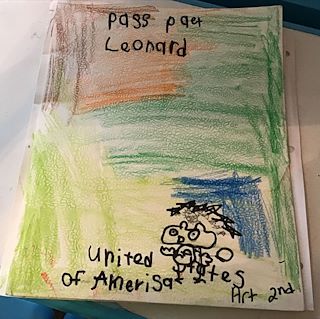 pass paet
Leonard
United States
Of Amerisa
Art 2nd